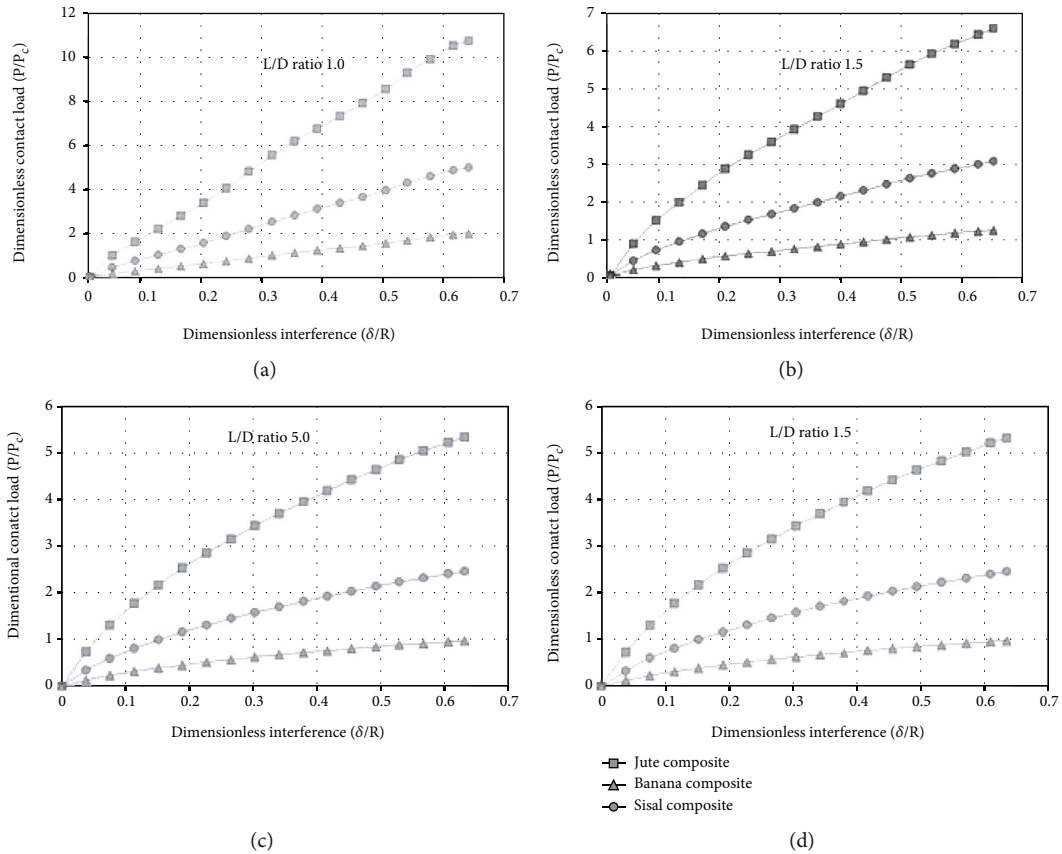 12
10
8
6
4
2
0
Dimensionless contact load (P/Pc)
L/D ratio 1.0
0 0.1 0.2 0.3 0.4 0.5 0.6 0.7
Dimensionless interference (δ/R)
(a)
7
6
5
4
3
2
1
0
Dimensionless contact load (P/Pc)
L/D ratio 1.5
0 0.1 0.2 0.3 0.4 0.5 0.6 0.7
Dimensionless interference (δ/R)
(b)
6
5
4
3
2
1
0
Dimentional conatct load (P/Pc)
L/D ratio 5.0
0 0.1 0.2 0.3 0.4 0.5 0.6 0.7
Dimensionless interference (δ/R)
(c)
6
5
4
3
2
1
0
Dimensionless conatct load (P/Pc)
L/D ratio 1.5
0 0.1 0.2 0.3 0.4 0.5 0.6 0.7
Dimensionless interference (δ/R)
Jute composite
Banana composite
Sisal composite
(d)